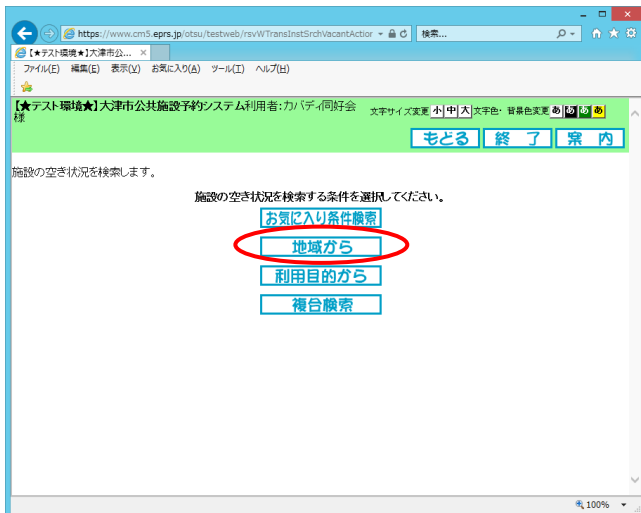 https://www.cm5.eprs.jp/otsu/testweb/rsvWTransInstSrchVacantActior
検索...
【★テスト環境★】大津市公...
ファイル(F) 編集(E) 表示(V) お気に入り(A) ツール(T) ヘルプ(H)
【★テスト環境★】大津市公共施設予約システム利用者:カバディ同好会様 文字サイズ変更 小 中 大 文字色・背景色変更 あ あ あ あ
もどる 終 了 案 内
施設の空き状況を検索します。
施設の空き状況を検索する条件を選択してください。
お気に入り条件検索
地域から
利用目的から
複合検索
100%